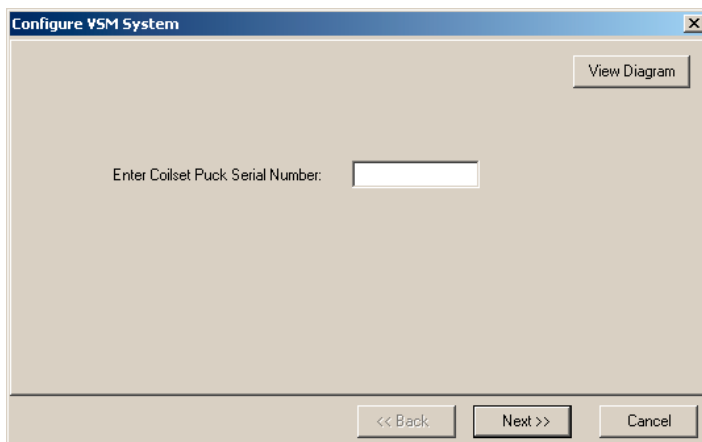 Configure VSM System
View Diagram
Enter Coilset Puck Serial Number:
<< Back
Next >>
Cancel